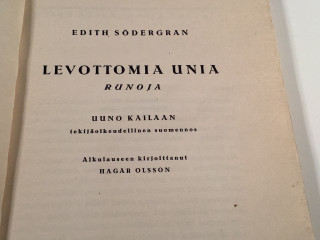 EDITH SÖDERGRAN
LEVOTTOMIA UNIA
RUNOJA
UUNO KAILAAN
tekijäoikeudellinen suomennos
Alkulauseen kirjoittanut
HAGAR OLSSON